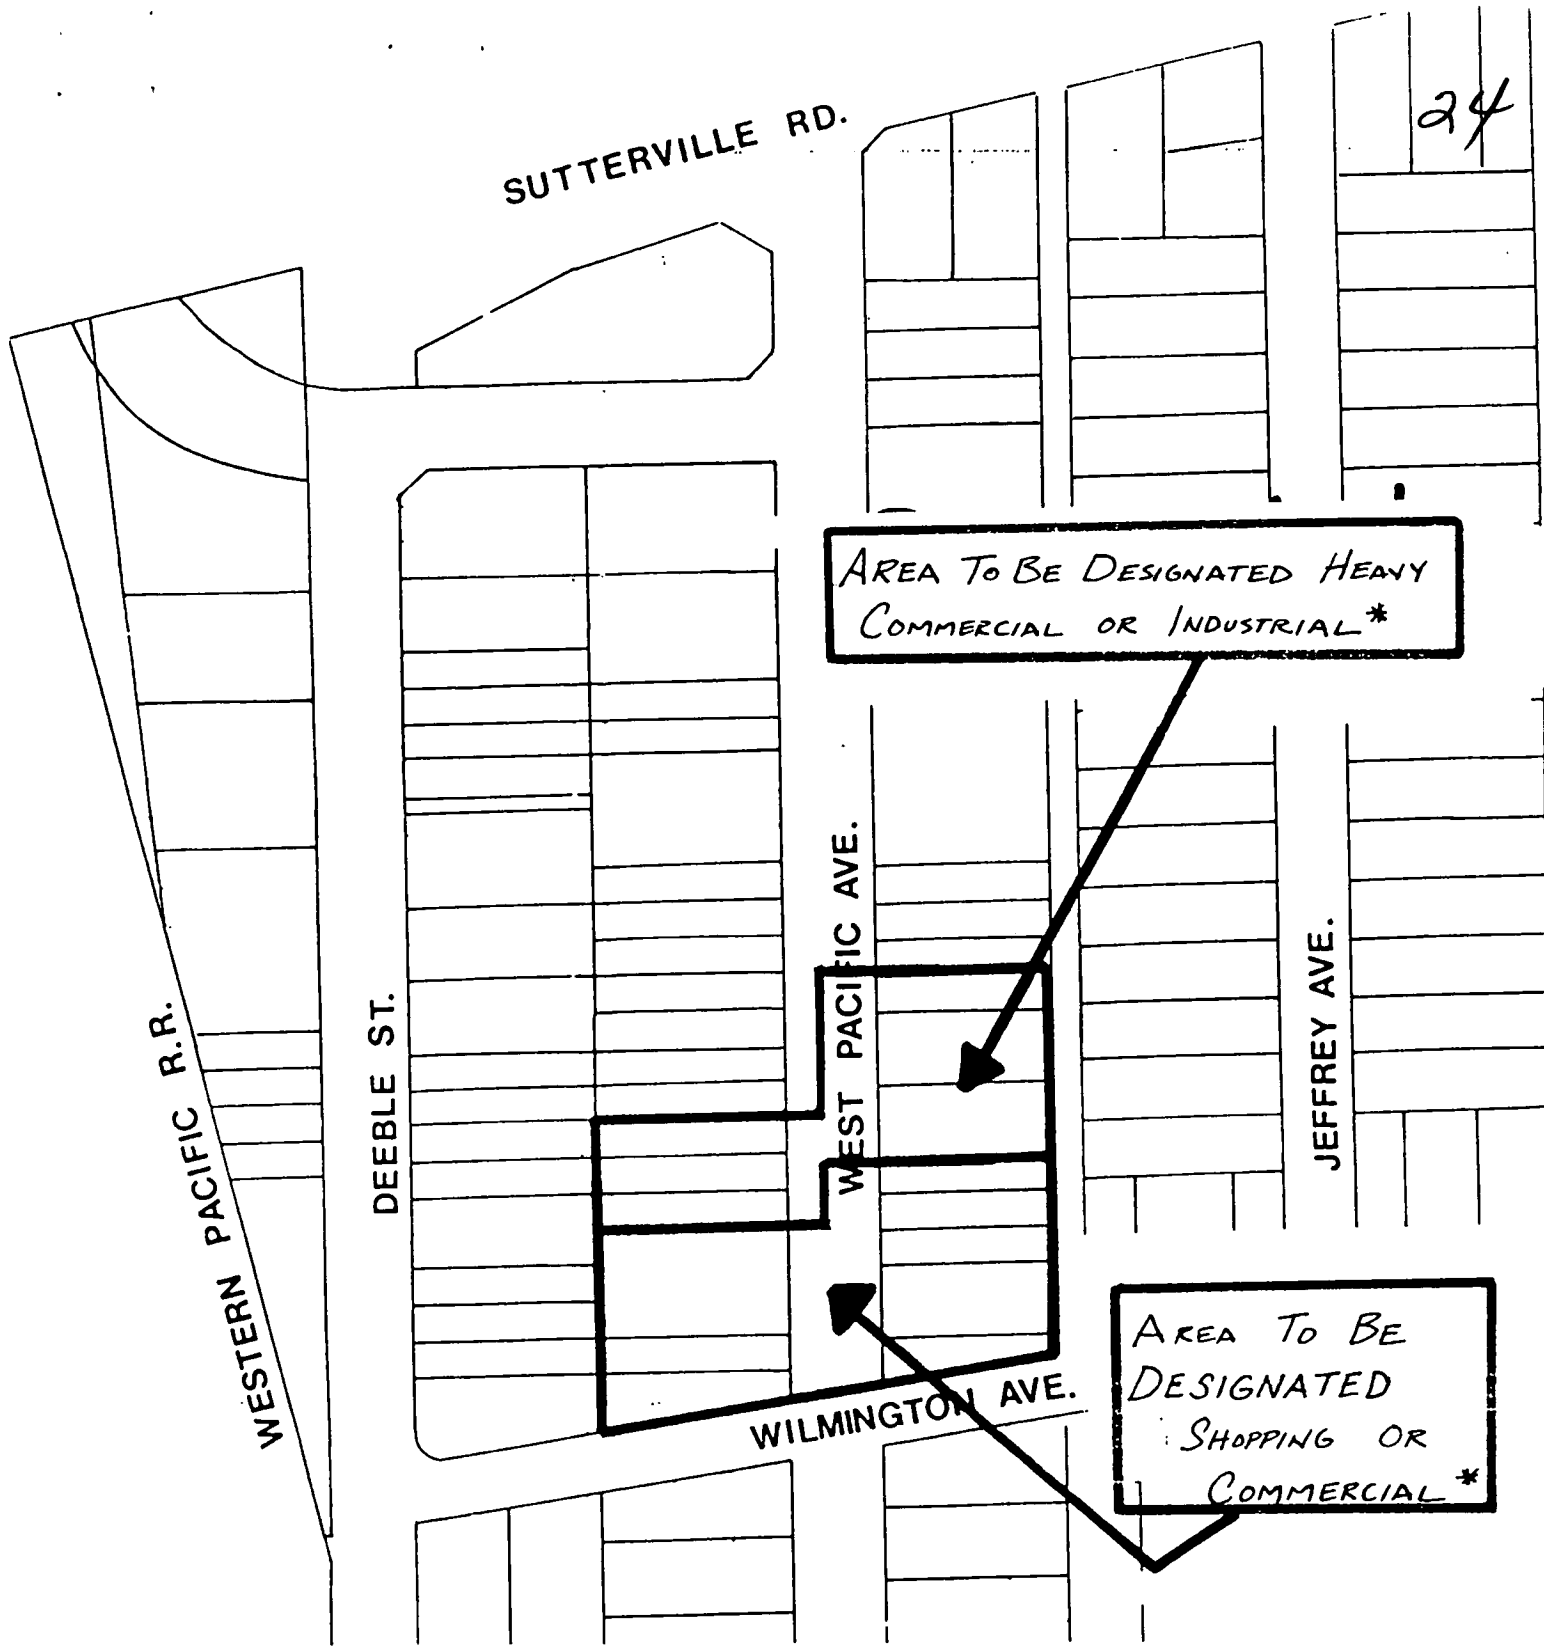 24
SUTTERVILLE RD.
AREA TO BE DESIGNATED HEAVY
COMMERCIAL OR INDUSTRIAL*
WEST PACIFIC AVE.
JEFFREY AVE.
DEEBLE ST.
WESTERN PACIFIC R.R.
AREA TO BE
DESIGNATED
SHOPPING OR
COMMERCIAL*
WILMINGTON AVE.